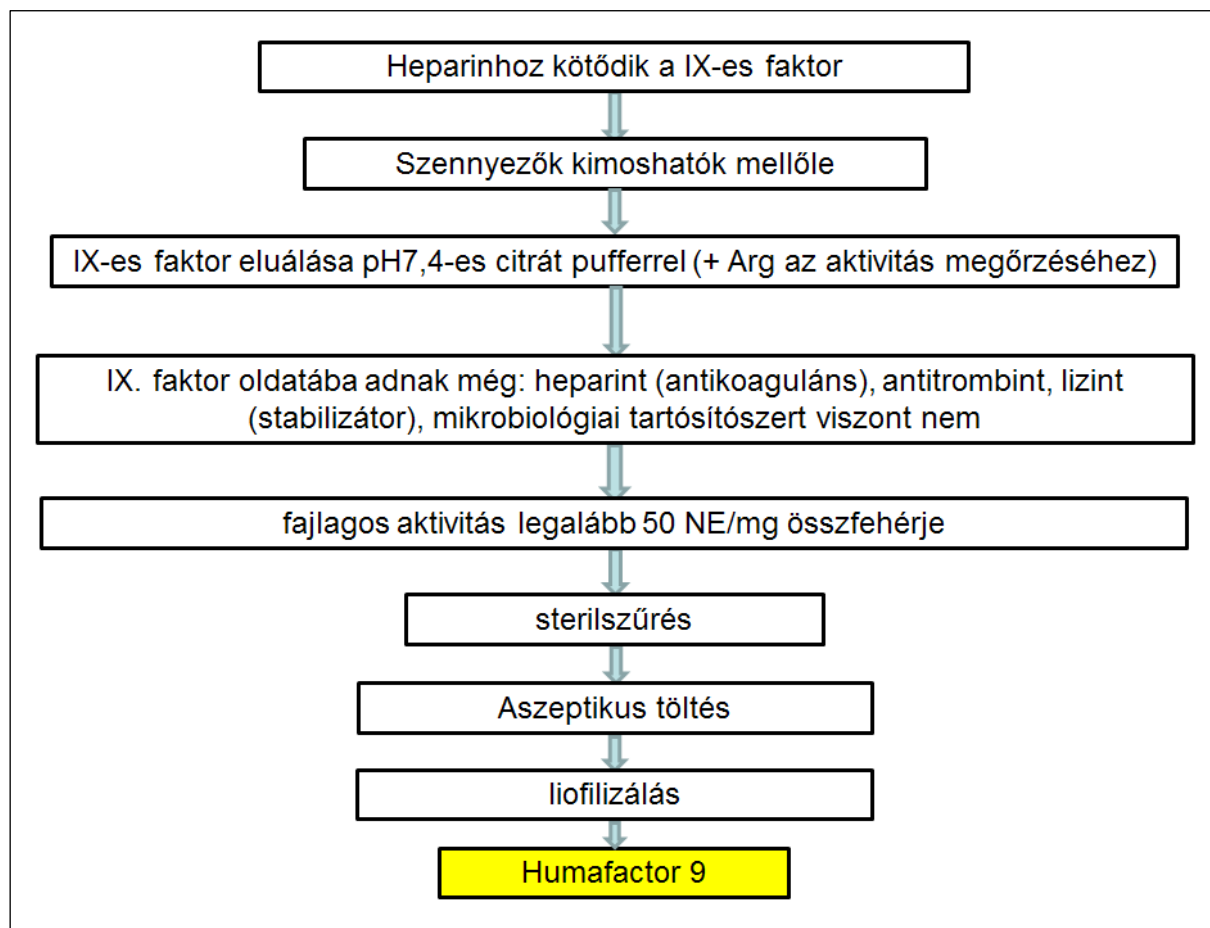 Heparinhoz kötődik a IX-es faktor
Szennyezők kimoshatók mellőle
IX-es faktor eluálása pH7,4-es citrát pufferrel (+ Arg az aktivitás megőrzéséhez)
IX. faktor oldatába adnak még: heparint (antikoaguláns), antitrombint, lizint
(stabilizátor), mikrobiológiai tartósítószert viszont nem
fajlagos aktivitás legalább 50 NE/mg összfehérje
sterilszűrés
Aszeptikus töltés
liofilizálás
Humafactor 9